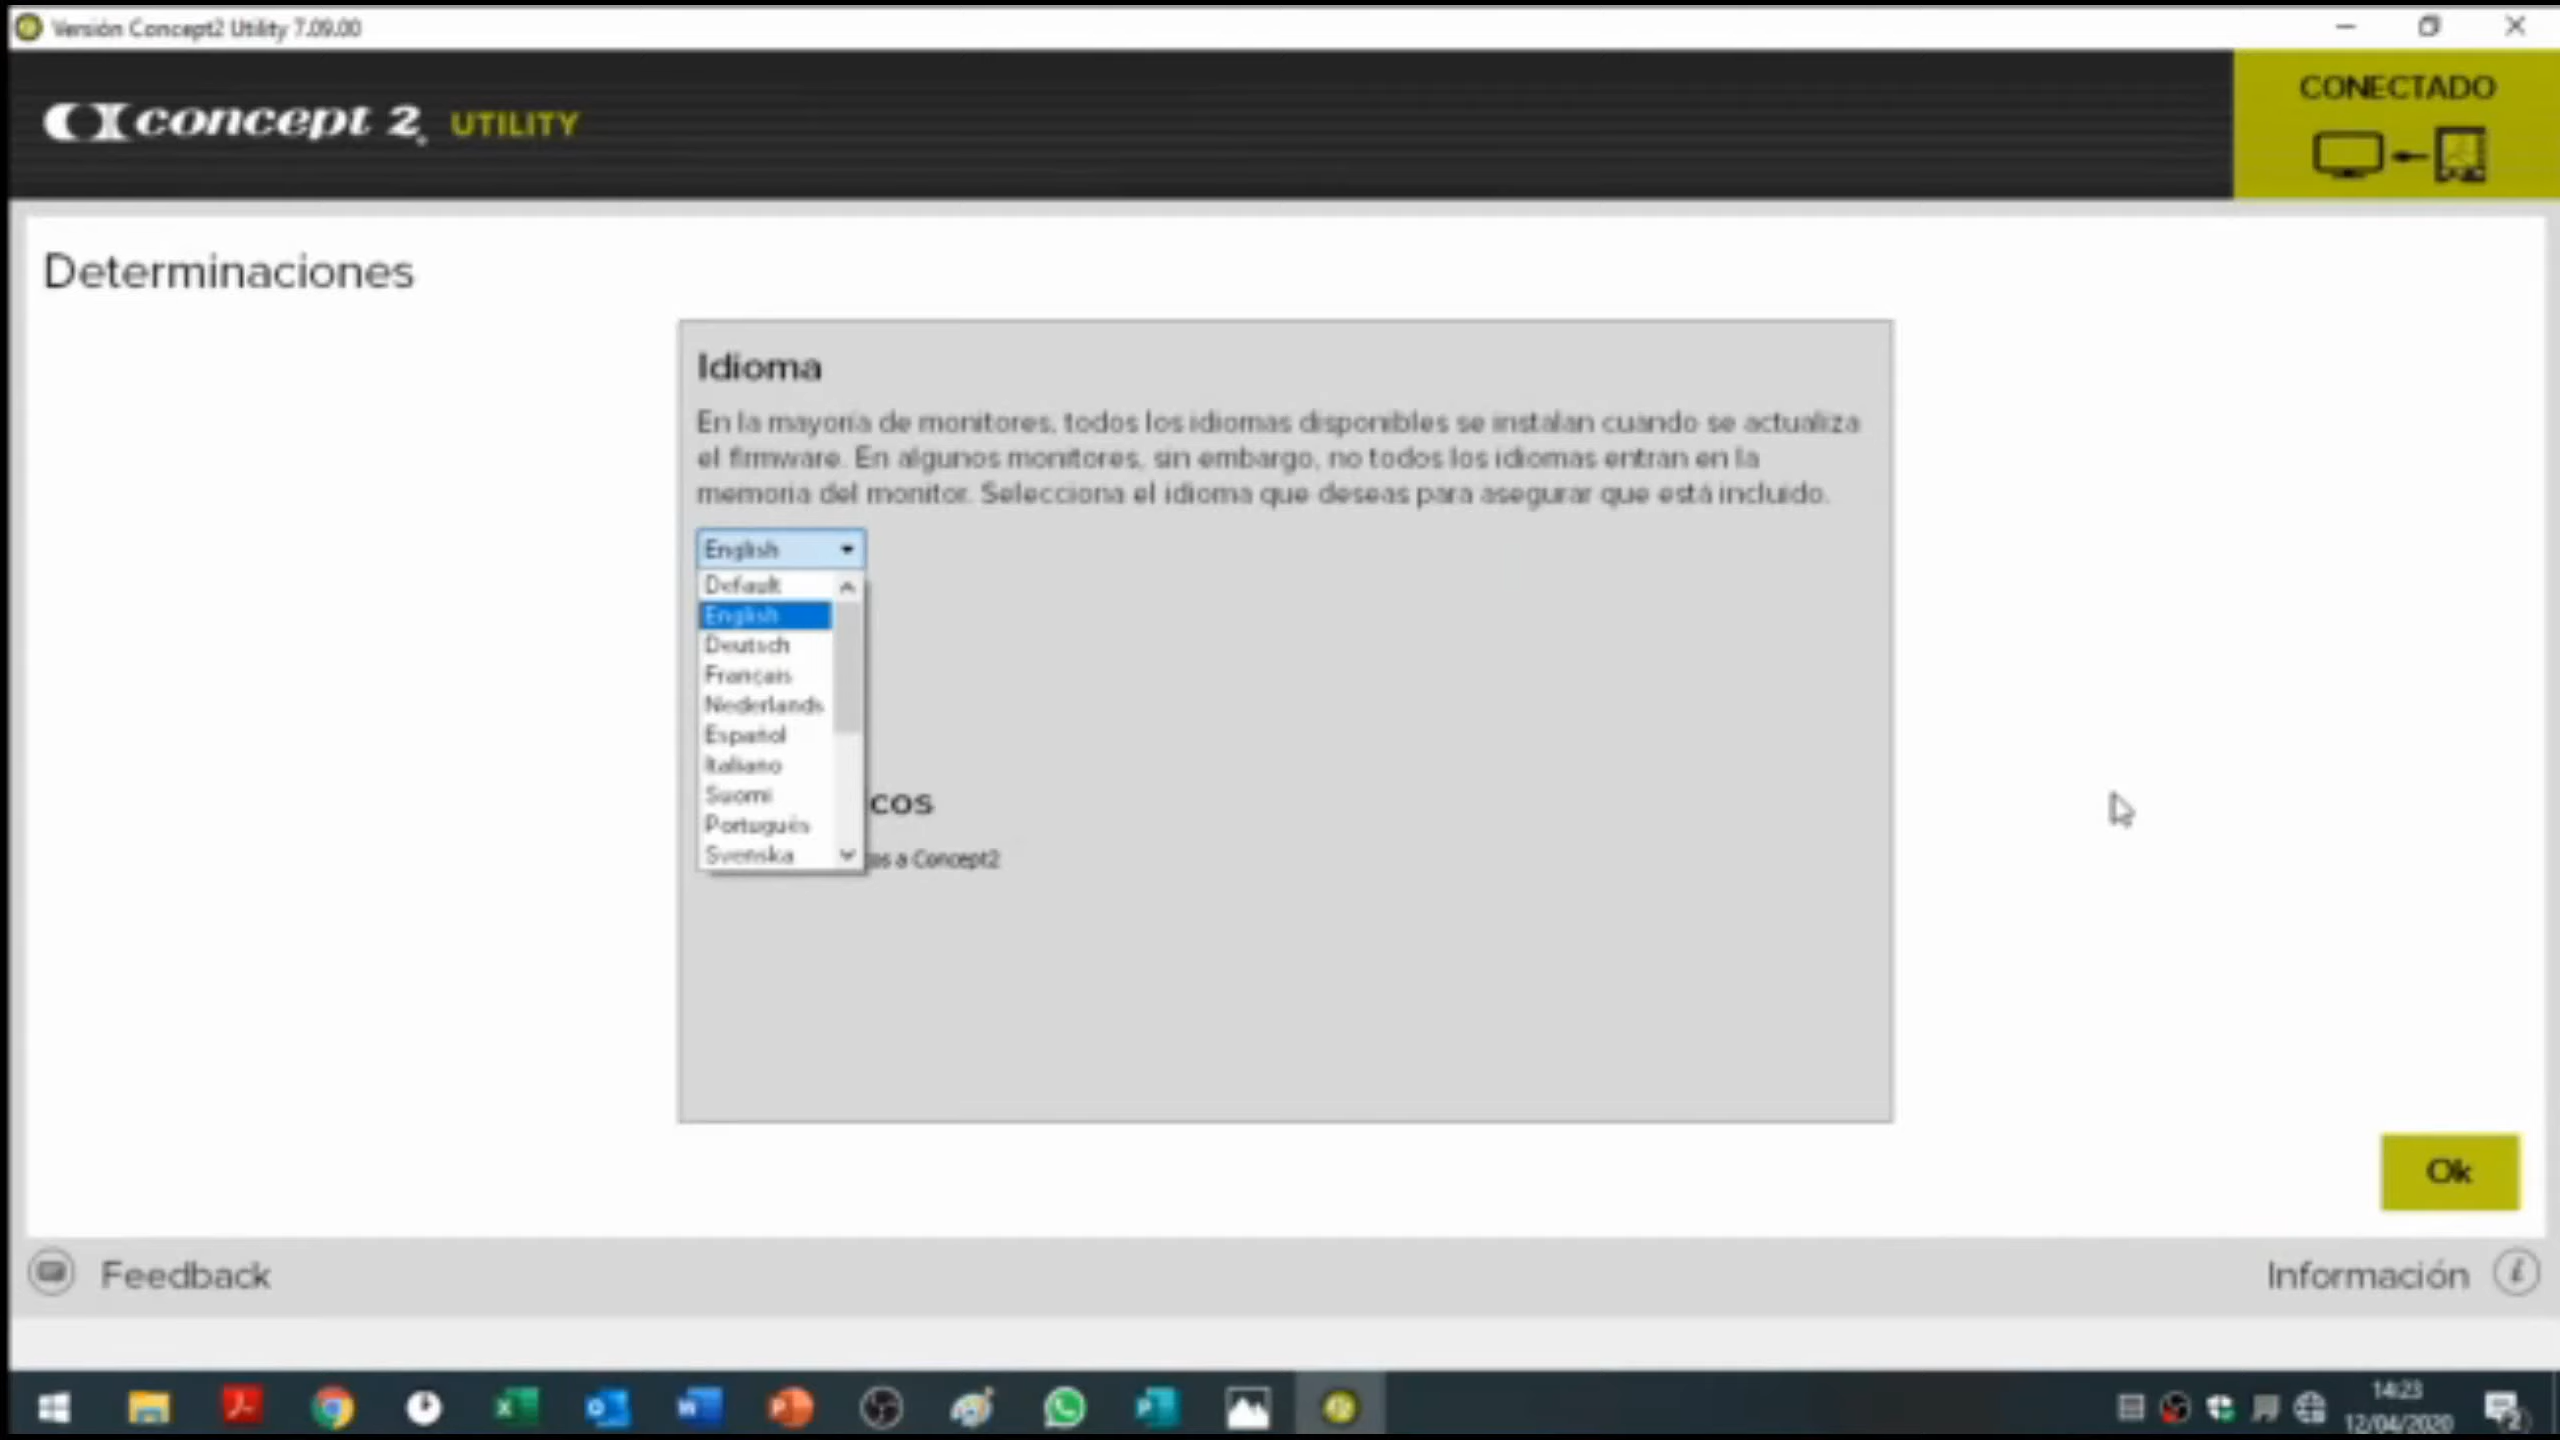 Versión Concept2 Utility 7.09.00
concept 2 UTILITY
CONECTADO
Determinaciones
Idioma
En la mayoría de monitores, todos los idiomas disponibles se instalan cuando se actualiza
el firmware. En algunos monitores, sin embargo, no todos los idiomas entran en la
memoria del monitor. Selecciona el idioma que deseas para asegurar que está incluido.
English
Default
English
Deutsch
Français
Nederlands
Español
Italiano
Suomi
Português
Svenska
cos
as a Concept2
Ok
Feedback
Información
14:23
12/04/2020